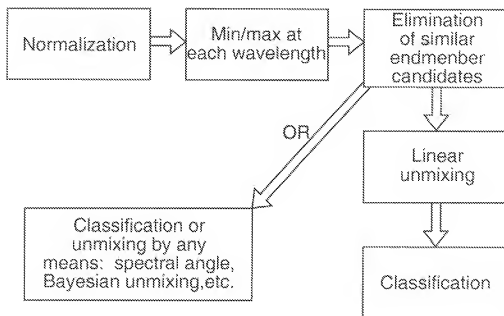 Normalization
Min/max at
each wavelength
Elimination
of similar
endmenber
candidates
OR
Linear
unmixing
Classification or
unmixing by any
means: spectral angle,
Bayesian unmixing,etc.
Classification